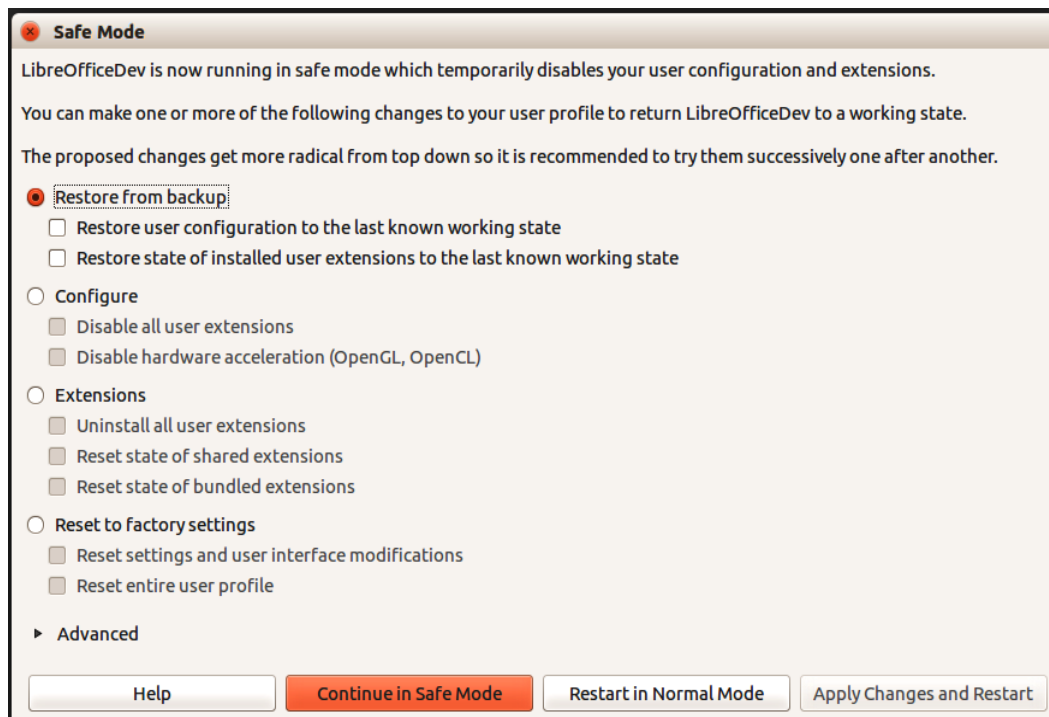 Safe Mode
LibreOfficeDev is now running in safe mode which temporarily disables your user configuration and extensions.
You can make one or more of the following changes to your user profile to return LibreOfficeDev to a working state.
The proposed changes get more radical from top down so it is recommended to try them successively one after another.
Restore from backup
Restore user configuration to the last known working state
Restore state of installed user extensions to the last known working state
Configure
Disable all user extensions
Disable hardware acceleration (OpenGL, OpenCL)
Extensions
Uninstall all user extensions
Reset state of shared extensions
Reset state of bundled extensions
Reset to factory settings
Reset settings and user interface modifications
Reset entire user profile
Advanced
Help Continue in Safe Mode Restart in Normal Mode Apply Changes and Restart